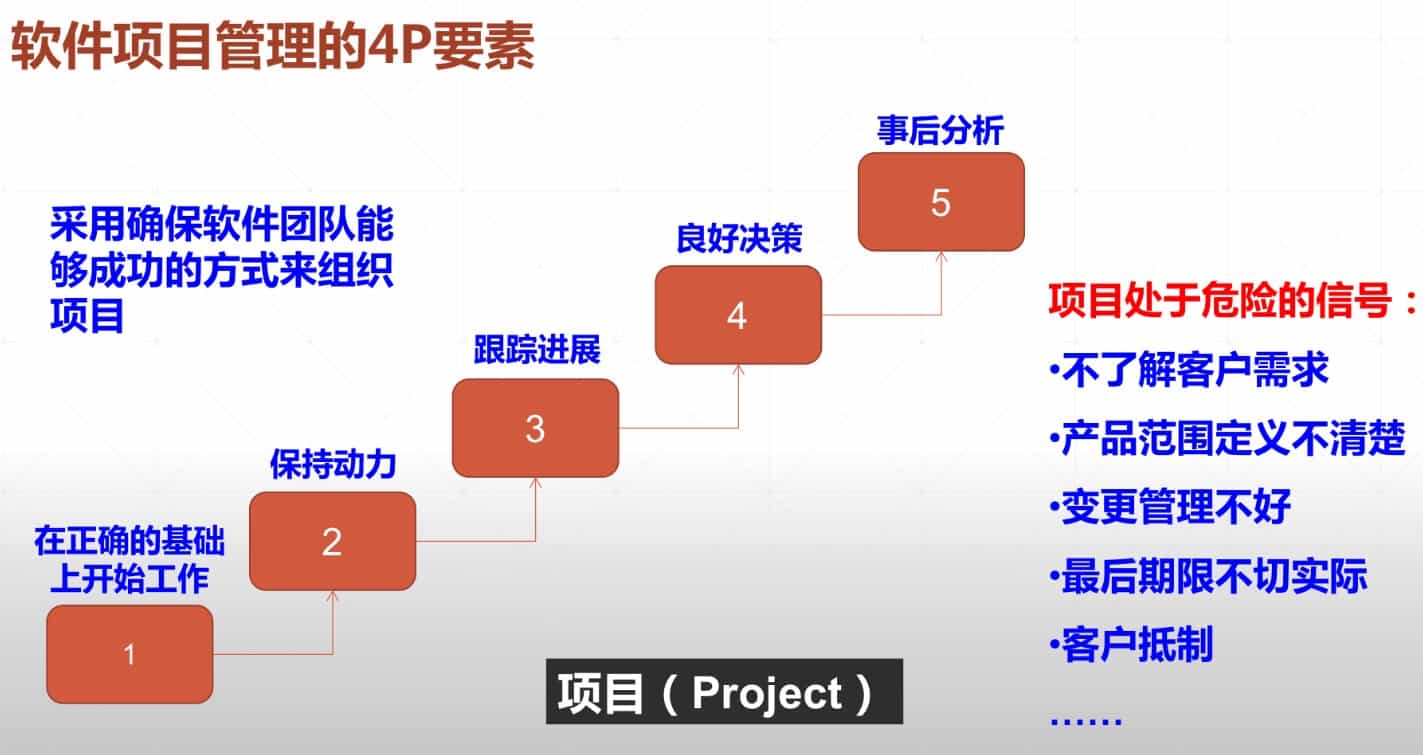 软件项目管理的4P要素
采用确保软件团队能
够成功的方式来组织
项目
在正确的基础
上开始工作
1
保持动力
2
跟踪进展
3
良好决策
4
事后分析
5
项目处于危险的信号：
•不了解客户需求
•产品范围定义不清楚
•变更管理不好
•最后期限不切实际
•客户抵制
……
项目（Project）